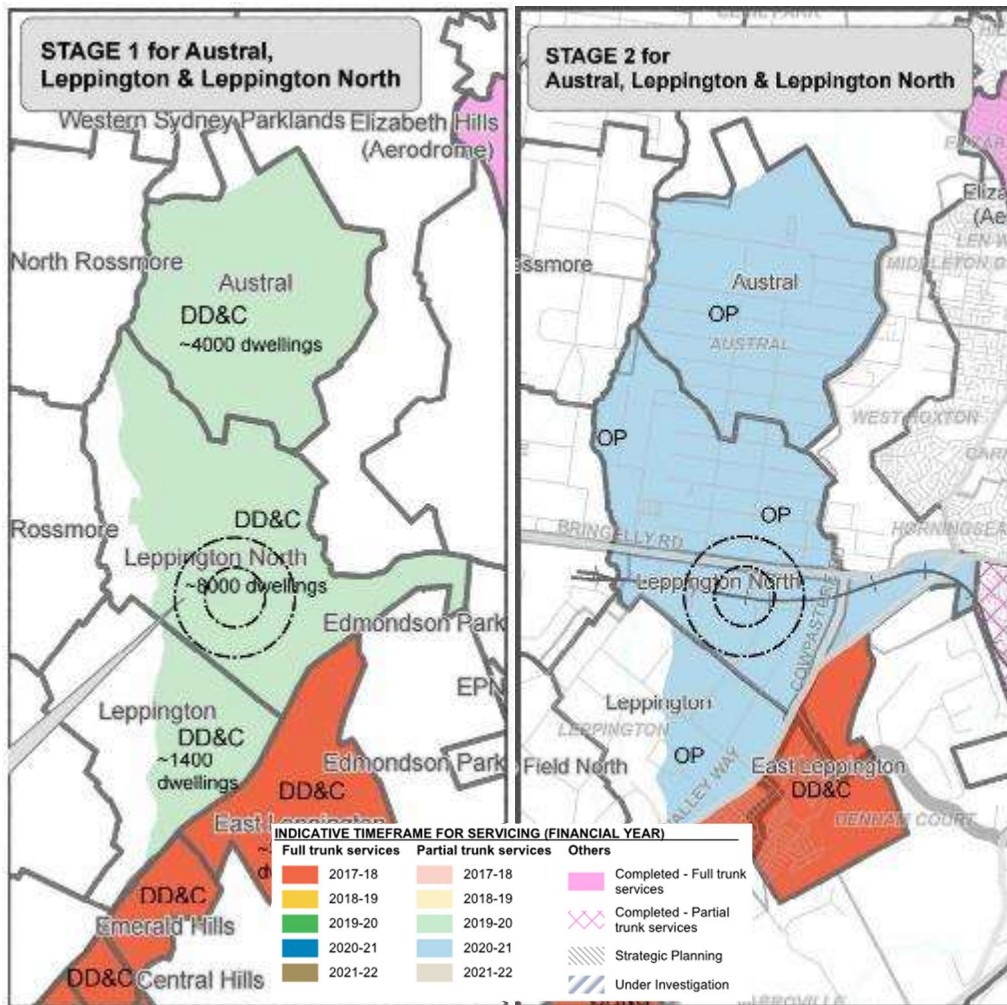 STAGE 1 for Austral,
Leppington & Leppington North
Western Sydney Parklands
Elizabeth Hills
(Aerodrome)
North Rossmore
Austral
DD&C
~4000 dwellings
DD&C
Rossmore
Leppington North
~8000 dwellings
Edmondson Park
EPN
Leppington
DD&C
~1400
dwellings
Edmondson Park
DD&C
East Leppington
DD&C
Emerald Hills
DD&C
Central Hills
STAGE 2 for
Austral, Leppington & Leppington North
Austral
OP
AUSTRAL
WEST HOXTON
OP
OP
BRINGELLY RD
Leppington North
Leppington
LEPPINGTON
OP
Field North
VALLEY WAY
East Leppington
DD&C
DENHAM COURT
INDICATIVE TIMEFRAME FOR SERVICING (FINANCIAL YEAR)
Full trunk services Partial trunk services Others
2017-18 2017-18 Completed - Full trunk
services
2018-19 2018-19
2019-20 2019-20 Completed - Partial
trunk services
2020-21 2020-21 Strategic Planning
2021-22 2021-22 Under Investigation